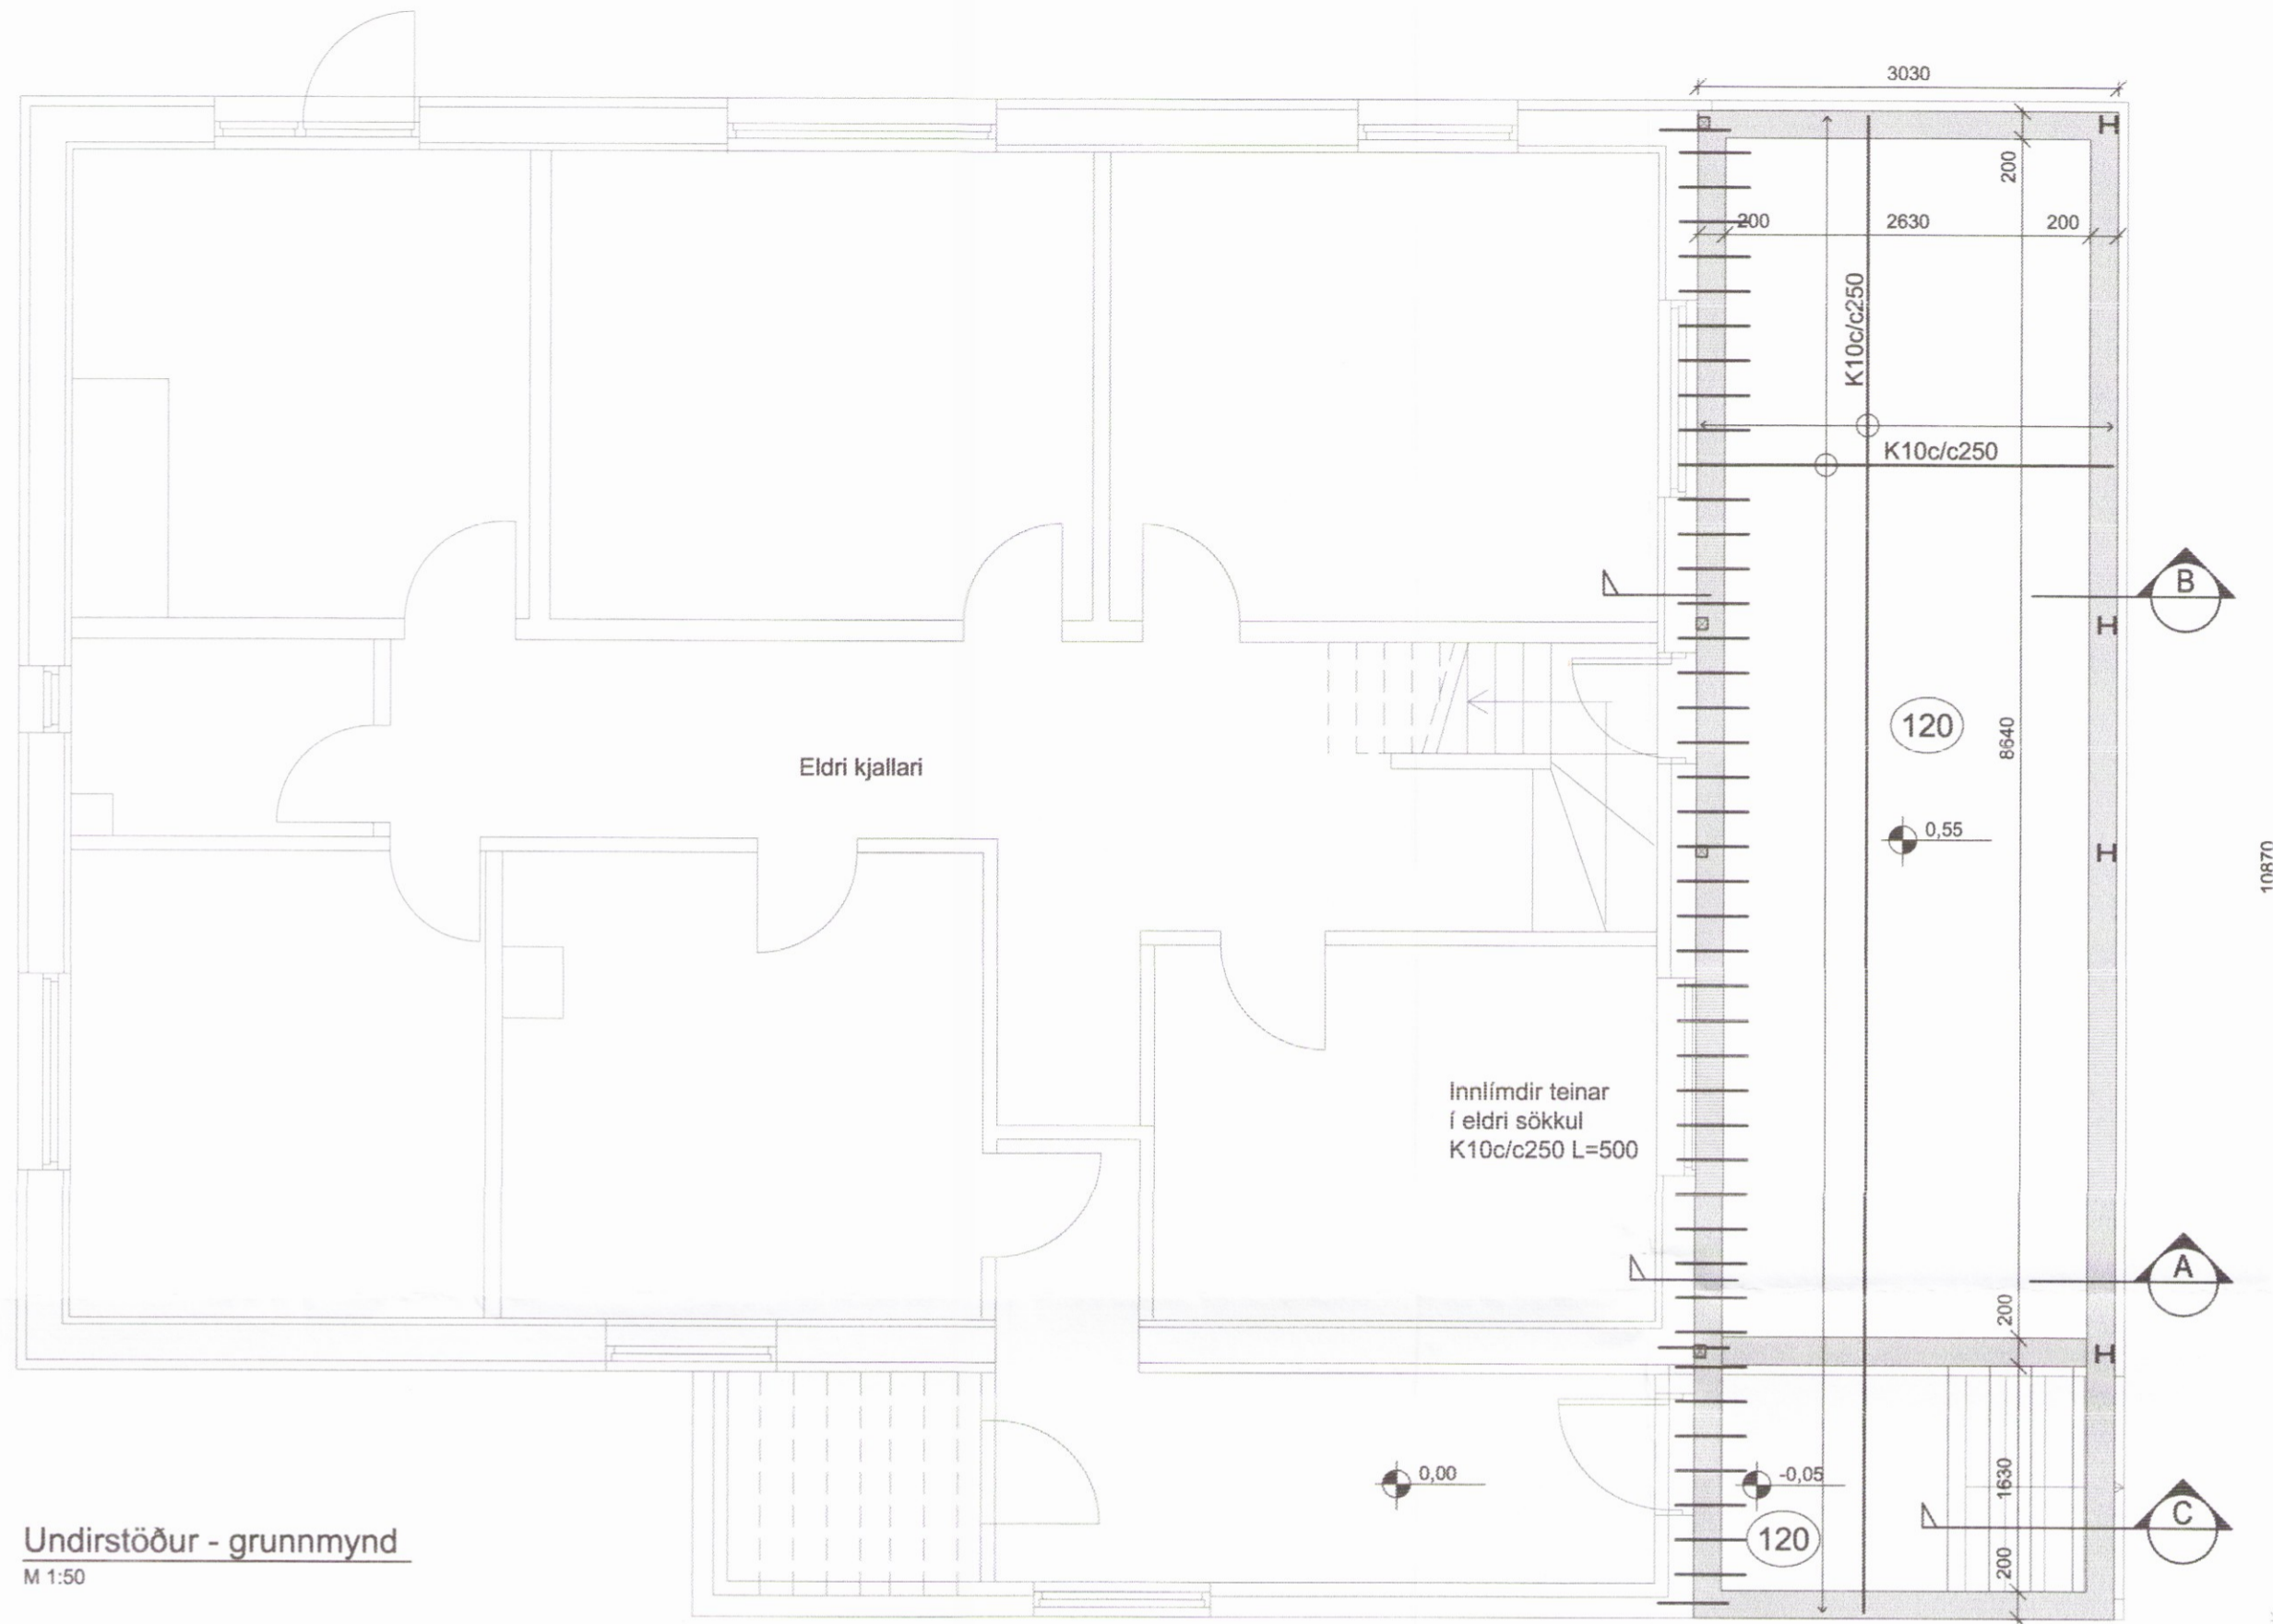 3030
200
200
2630
200
K10c/c250
K10c/c250
B
120
8640
Eldri kjallari
0,55
10870
Innlímdir teinar
í eldri sökkul
K10c/c250 L=500
A
200
0,00
-0,05
1630
C
120
200
Undirstöður - grunnmynd
M 1:50